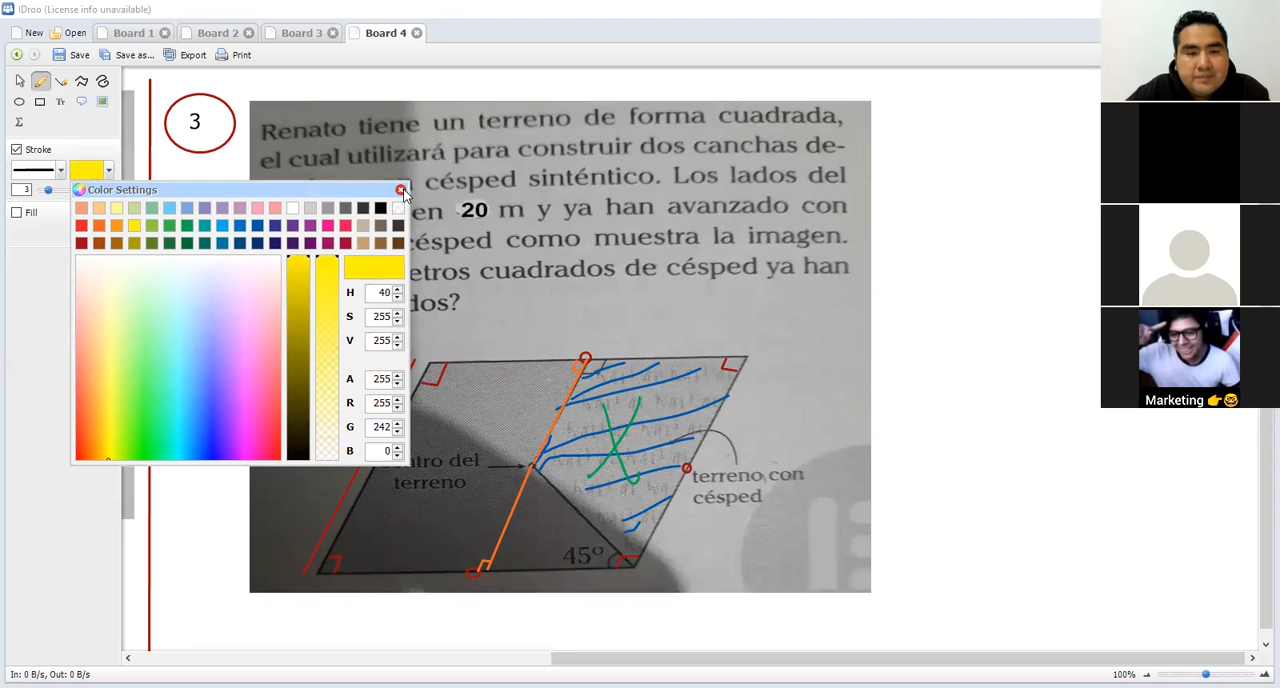 IDroo (License info unavailable)
New Open Board 1 Board 2 Board 3 Board 4
Save Save as... Export Print
Tr
Σ
Stroke
3
Fill
Color Settings
H 40
S 255
V 255
A 255
R 255
G 242
B 0
3
Renato tiene un terreno de forma cuadrada,
el cual utilizará para construir dos canchas de-
césped sinténtico. Los lados del
en 20 m y ya han avanzado con
césped como muestra la imagen.
etros cuadrados de césped ya han
dos?
ntro del
terreno
45°
x
terreno con
césped
Marketing 👉🤓
In: 0 B/s, Out: 0 B/s
100%